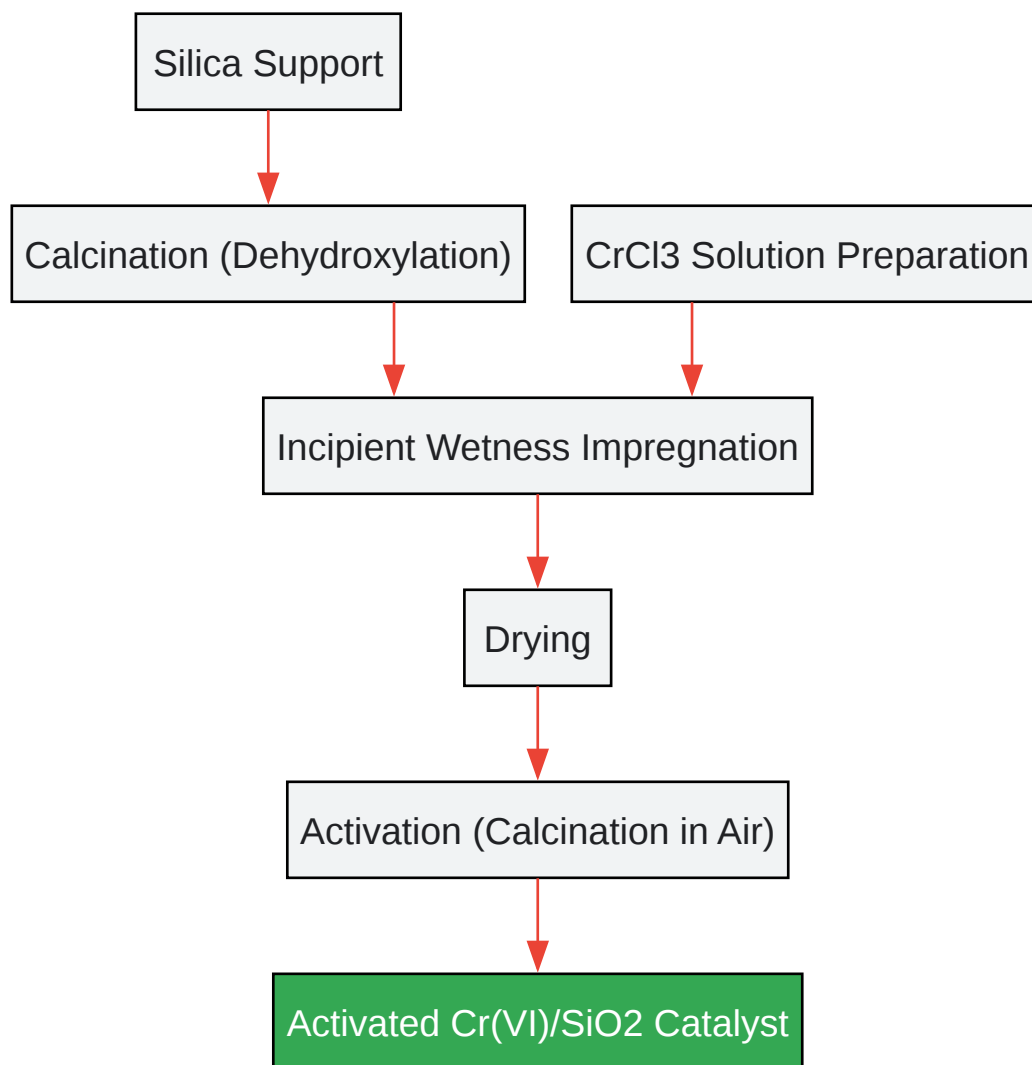 Silica Support
Calcination (Dehydroxylation)
CrCl3 Solution Preparation
Incipient Wetness Impregnation
Drying
Activation (Calcination in Air)
Activated Cr(VI)/SiO2 Catalyst